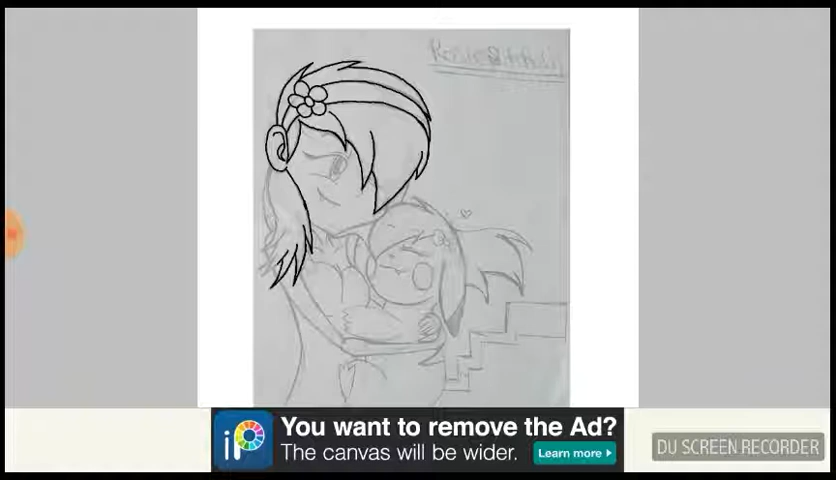 You want to remove the Ad?
The canvas will be wider.
Learn more
DU SCREEN RECORDER